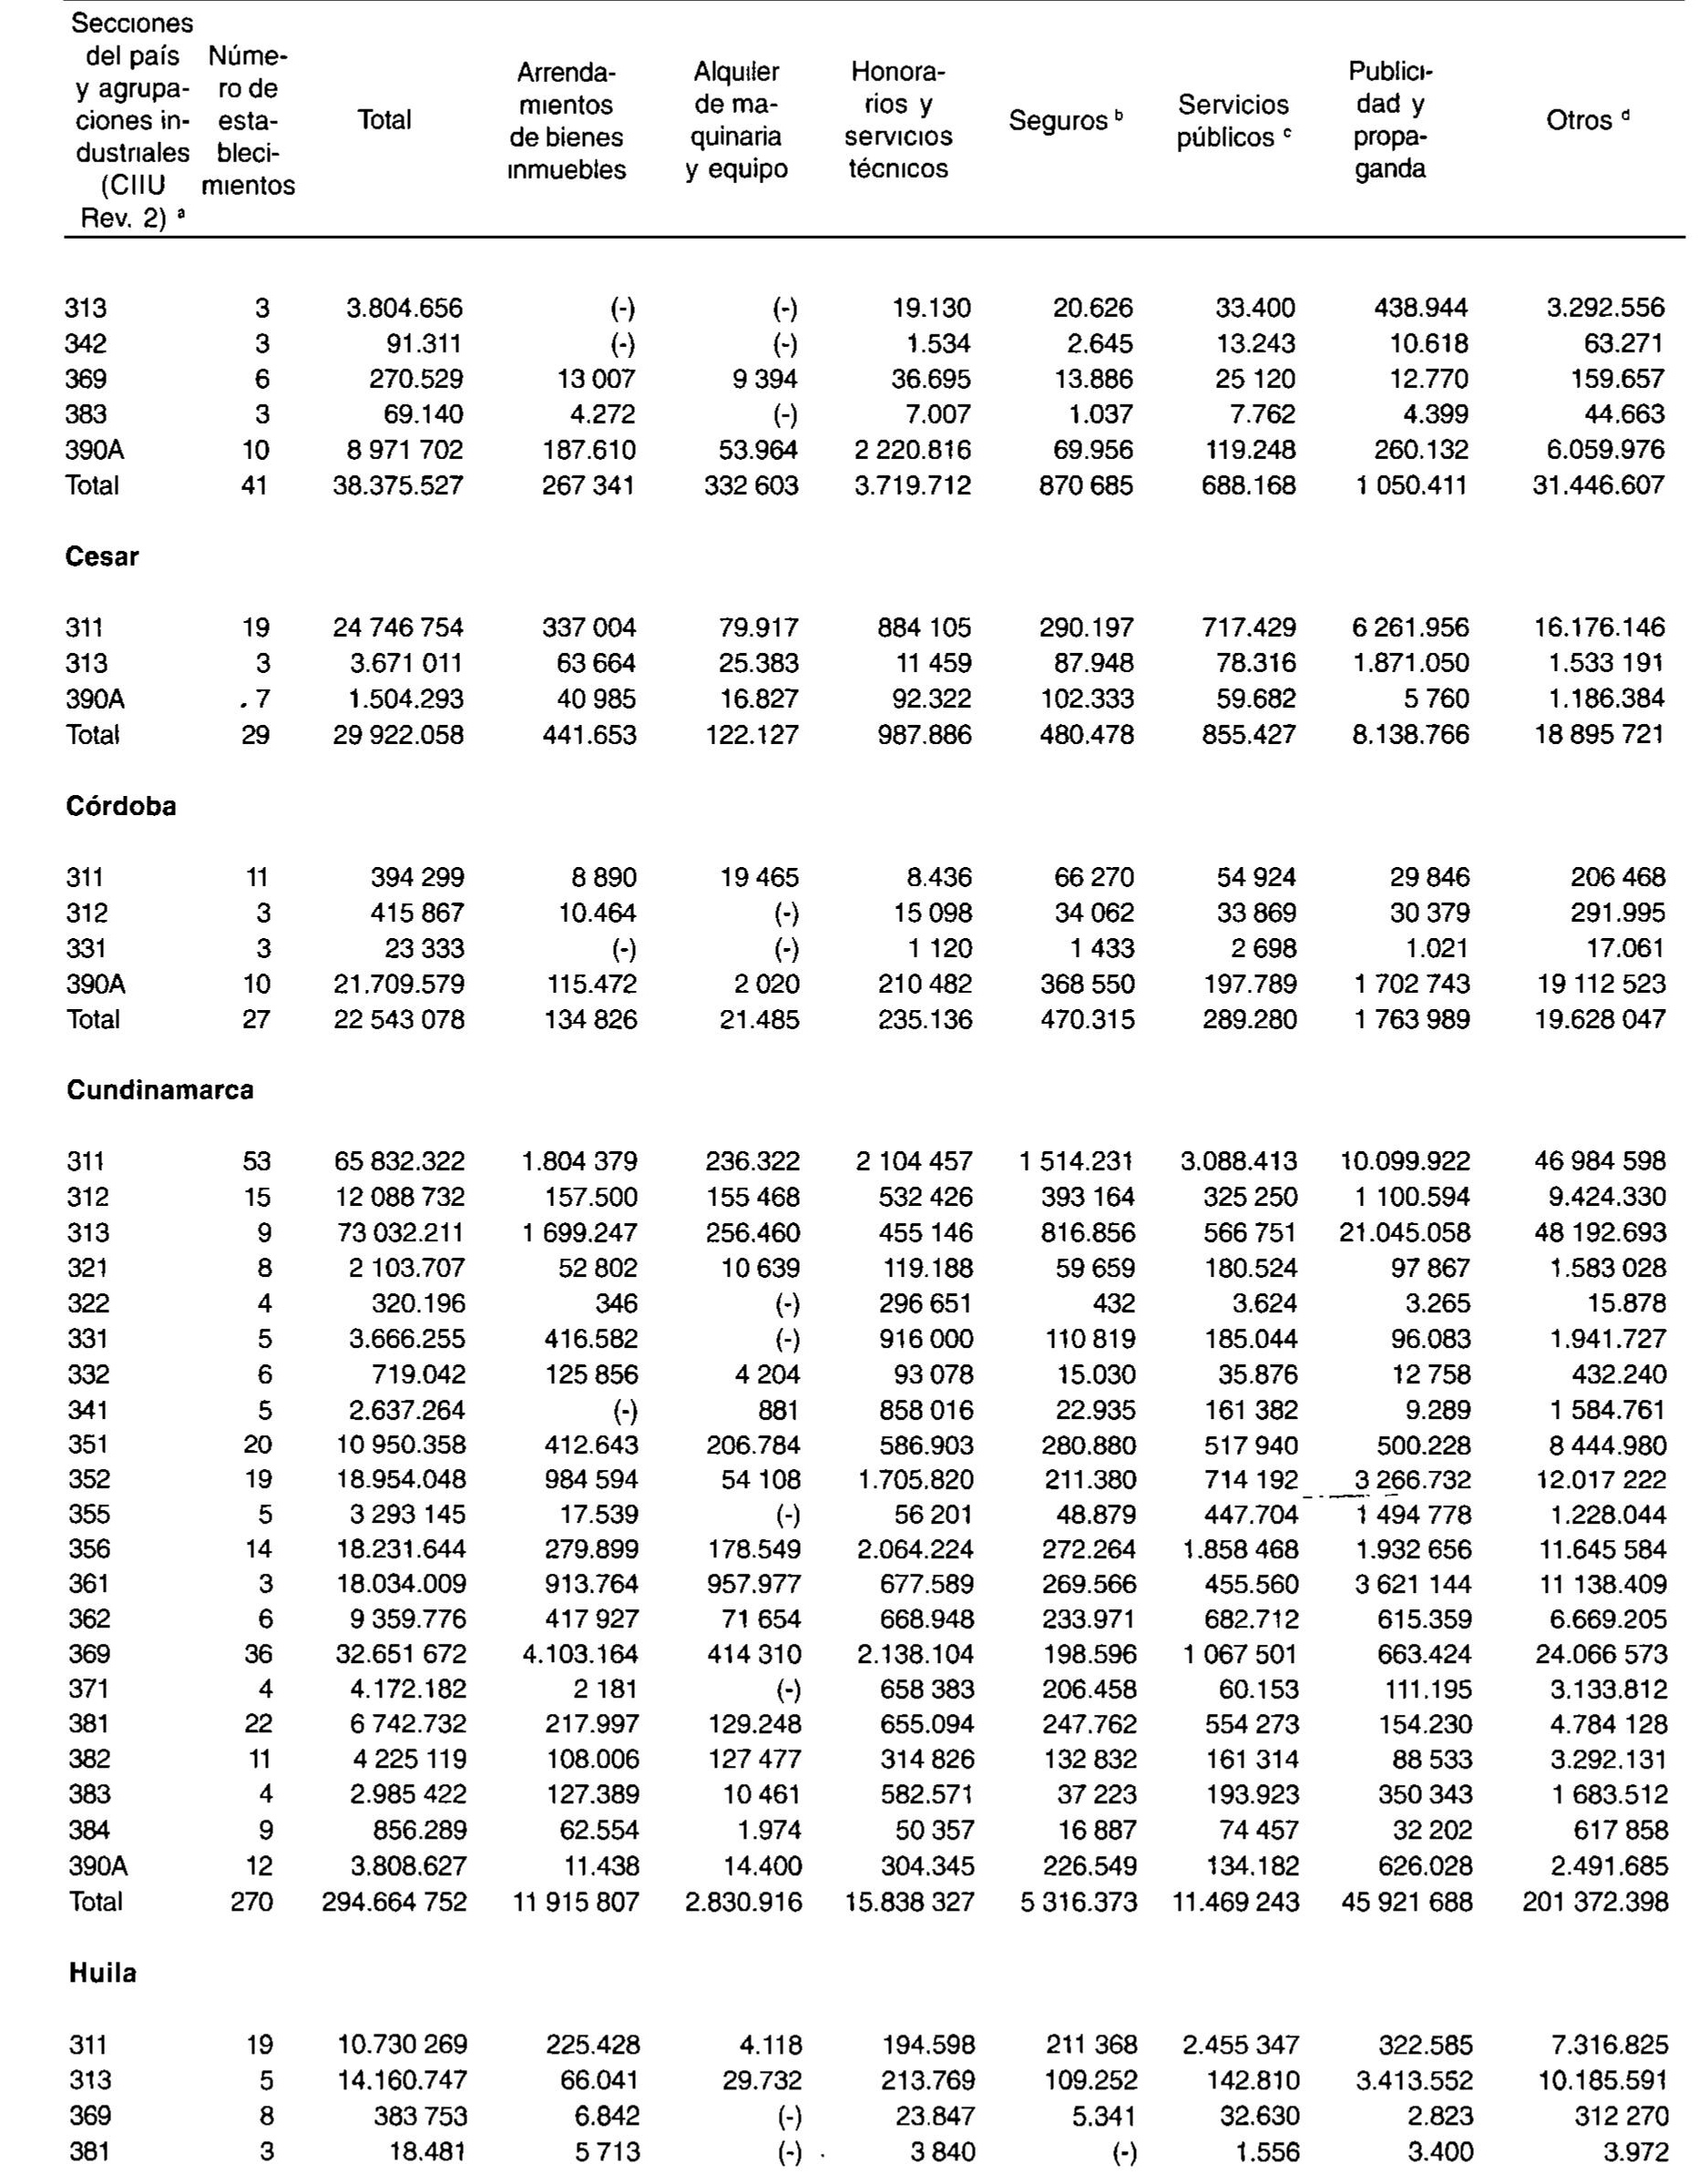 Secciones del país y agrupaciones industriales (CIIU Rev. 2) a Número de establecimientos Total Arrendamientos de bienes inmuebles Alquiler de maquinaria y equipo Honorarios y servicios técnicos Seguros b Servicios públicos c Publicidad y propaganda Otros d
313 3 3.804.656 (-) (-) 19.130 20.626 33.400 438.944 3.292.556
342 3 91.311 (-) (-) 1.534 2.645 13.243 10.618 63.271
369 6 270.529 13 007 9 394 36.695 13.886 25 120 12.770 159.657
383 3 69.140 4.272 (-) 7.007 1.037 7.762 4.399 44.663
390A 10 8 971 702 187.610 53.964 2 220.816 69.956 119.248 260.132 6.059.976
Total 41 38.375.527 267 341 332 603 3.719.712 870 685 688.168 1 050.411 31.446.607
Cesar
311 19 24 746 754 337 004 79.917 884 105 290.197 717.429 6 261.956 16.176.146
313 3 3.671 011 63 664 25.383 11 459 87.948 78.316 1.871.050 1.533 191
390A 7 1.504.293 40 985 16.827 92.322 102.333 59.682 5 760 1.186.384
Total 29 29 922.058 441.653 122.127 987.886 480.478 855.427 8.138.766 18 895 721
Córdoba
311 11 394 299 8 890 19 465 8.436 66 270 54 924 29 846 206 468
312 3 415 867 10.464 (-) 15 098 34 062 33 869 30 379 291.995
331 3 23 333 (-) (-) 1 120 1 433 2 698 1.021 17.061
390A 10 21.709.579 115.472 2 020 210 482 368 550 197.789 1 702 743 19 112 523
Total 27 22 543 078 134 826 21.485 235.136 470.315 289.280 1 763 989 19.628 047
Cundinamarca
311 53 65 832.322 1.804 379 236.322 2 104 457 1 514.231 3.088.413 10.099.922 46 984 598
312 15 12 088 732 157.500 155 468 532 426 393 164 325 250 1 100.594 9.424.330
313 9 73 032.211 1 699.247 256.460 455 146 816.856 566 751 21.045.058 48 192.693
321 8 2 103.707 52 802 10 639 119.188 59 659 180.524 97 867 1.583 028
322 4 320.196 346 (-) 296 651 432 3.624 3.265 15.878
331 5 3.666.255 416.582 (-) 916 000 110 819 185.044 96.083 1.941.727
332 6 719.042 125 856 4 204 93 078 15.030 35.876 12 758 432.240
341 5 2.637.264 (-) 881 858 016 22.935 161 382 9.289 1 584.761
351 20 10 950.358 412.643 206.784 586.903 280.880 517 940 500.228 8 444.980
352 19 18.954.048 984 594 54 108 1.705.820 211.380 714 192 3 266.732 12.017 222
355 5 3 293 145 17.539 (-) 56 201 48.879 447.704 1 494 778 1.228.044
356 14 18.231.644 279.899 178.549 2.064.224 272.264 1.858 468 1.932 656 11.645 584
361 3 18.034.009 913.764 957.977 677.589 269.566 455.560 3 621 144 11 138.409
362 6 9 359.776 417 927 71 654 668.948 233.971 682.712 615.359 6.669.205
369 36 32.651 672 4.103.164 414 310 2.138.104 198.596 1 067 501 663.424 24.066 573
371 4 4.172.182 2 181 (-) 658 383 206.458 60.153 111.195 3.133.812
381 22 6 742.732 217.997 129.248 655.094 247.762 554 273 154.230 4.784 128
382 11 4 225 119 108.006 127 477 314 826 132 832 161 314 88 533 3.292.131
383 4 2.985 422 127.389 10 461 582.571 37 223 193.923 350 343 1 683.512
384 9 856.289 62.554 1.974 50 357 16 887 74 457 32 202 617 858
390A 12 3.808.627 11.438 14.400 304.345 226.549 134.182 626.028 2.491.685
Total 270 294.664 752 11 915 807 2.830.916 15.838 327 5 316.373 11.469 243 45 921 688 201 372.398
Huila
311 19 10.730 269 225.428 4.118 194.598 211 368 2.455 347 322.585 7.316.825
313 5 14.160.747 66.041 29.732 213.769 109.252 142.810 3.413.552 10.185.591
369 8 383 753 6.842 (-) 23.847 5.341 32.630 2.823 312 270
381 3 18.481 5 713 (-) 3 840 (-) 1.556 3.400 3.972